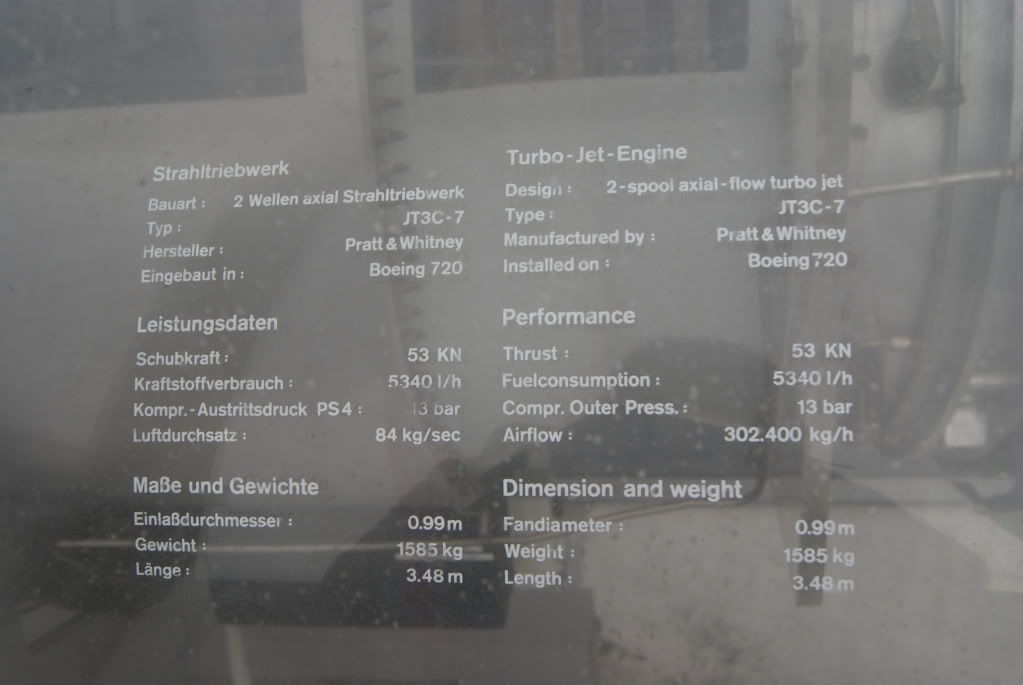 Strahltriebwerk
Bauart : 2 Wellen axial Strahltriebwerk
Typ : JT3C-7
Hersteller : Pratt & Whitney
Eingebaut in : Boeing 720
Leistungsdaten
Schubkraft : 53 KN
Kraftstoffverbrauch : 5340 l/h
Kompr.-Austrittsdruck PS4 : 13 bar
Luftdurchsatz : 84 kg/sec
Maße und Gewichte
Einlaßdurchmesser : 0.99 m
Gewicht : 1585 kg
Länge : 3.48 m
Turbo-Jet-Engine
Design : 2-spool axial-flow turbo jet
Type : JT3C-7
Manufactured by : Pratt & Whitney
Installed on : Boeing 720
Performance
Thrust : 53 KN
Fuelconsumption : 5340 l/h
Compr. Outer Press. : 13 bar
Airflow : 302.400 kg/h
Dimension and weight
Fandiameter : 0.99 m
Weight : 1585 kg
Length : 3.48 m